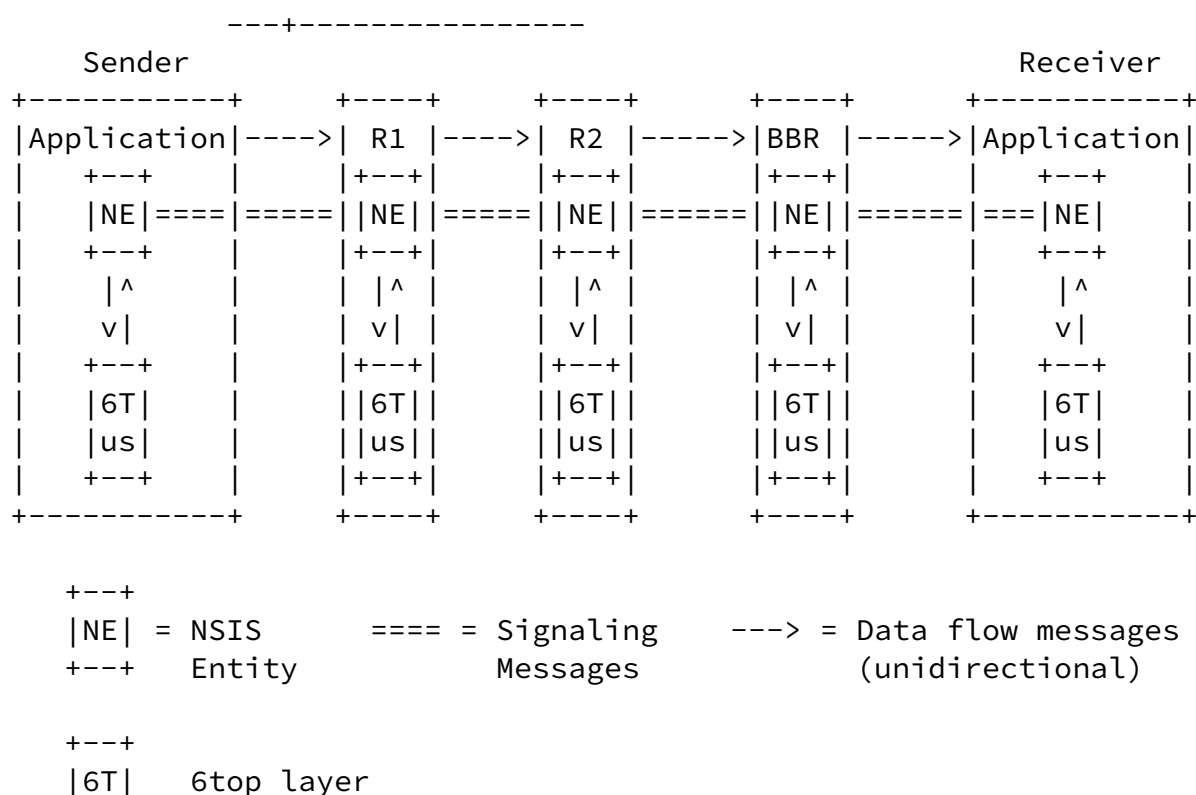 ---+----------------
    Sender                                       Receiver
+-----------+     +----+     +----+      +----+      +-----------+
|Application|---->| R1 |---->| R2 |----->|BBR |----->|Application|
|   +--+    |     |+--+|     |+--+|      |+--+|      |   +--+    |
|   |NE|====|=====||NE||=====||NE||======||NE||======|===|NE|    |
|   +--+    |     |+--+|     |+--+|      |+--+|      |   +--+    |
|    |^     |     | |^ |     | |^ |      | |^ |      |    |^     |
|    v|     |     | v| |     | v| |      | v| |      |    v|     |
|   +--+    |     |+--+|     |+--+|      |+--+|      |   +--+    |
|   |6T|    |     ||6T||     ||6T||      ||6T||      |   |6T|    |
|   |us|    |     ||us||     ||us||      ||us||      |   |us|    |
|   +--+    |     |+--+|     |+--+|      |+--+|      |   +--+    |
+-----------+     +----+     +----+      +----+      +-----------+
   +--+
   |NE| = NSIS      ==== = Signaling    ---> = Data flow messages
   +--+   Entity           Messages            (unidirectional)
   +--+
   |6T|   6top layer